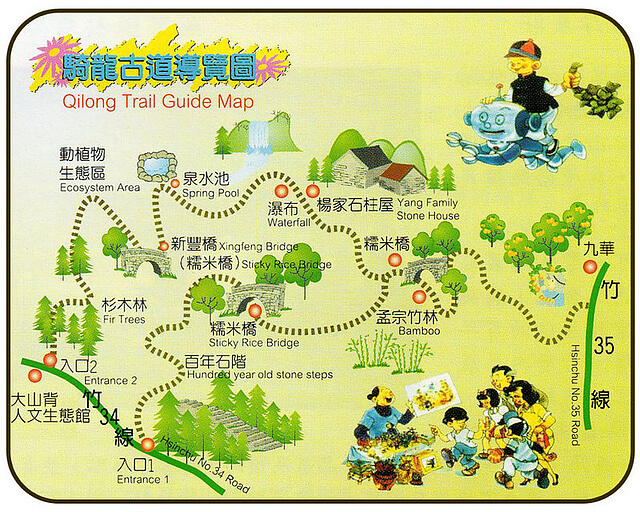 騎龍古道導覽圖
Qilong Trail Guide Map
動植物
生態區
Ecosystem Area
泉水池
Spring Pool
瀑布
Waterfall
楊家石柱屋 Yang Family
Stone House
新豐橋 Xingfeng Bridge
(糯米橋) Sticky Rice Bridge
糯米橋
九華
杉木林
Fir Trees
糯米橋
Sticky Rice Bridge
孟宗竹林
Bamboo
竹
35
線
Hsinchu No.35 Road
百年石階
Hundred year old stone steps
入口2
Entrance 2
大山背
人文生態館
竹
34
線
Hsinchu No.34 Road
入口1
Entrance 1